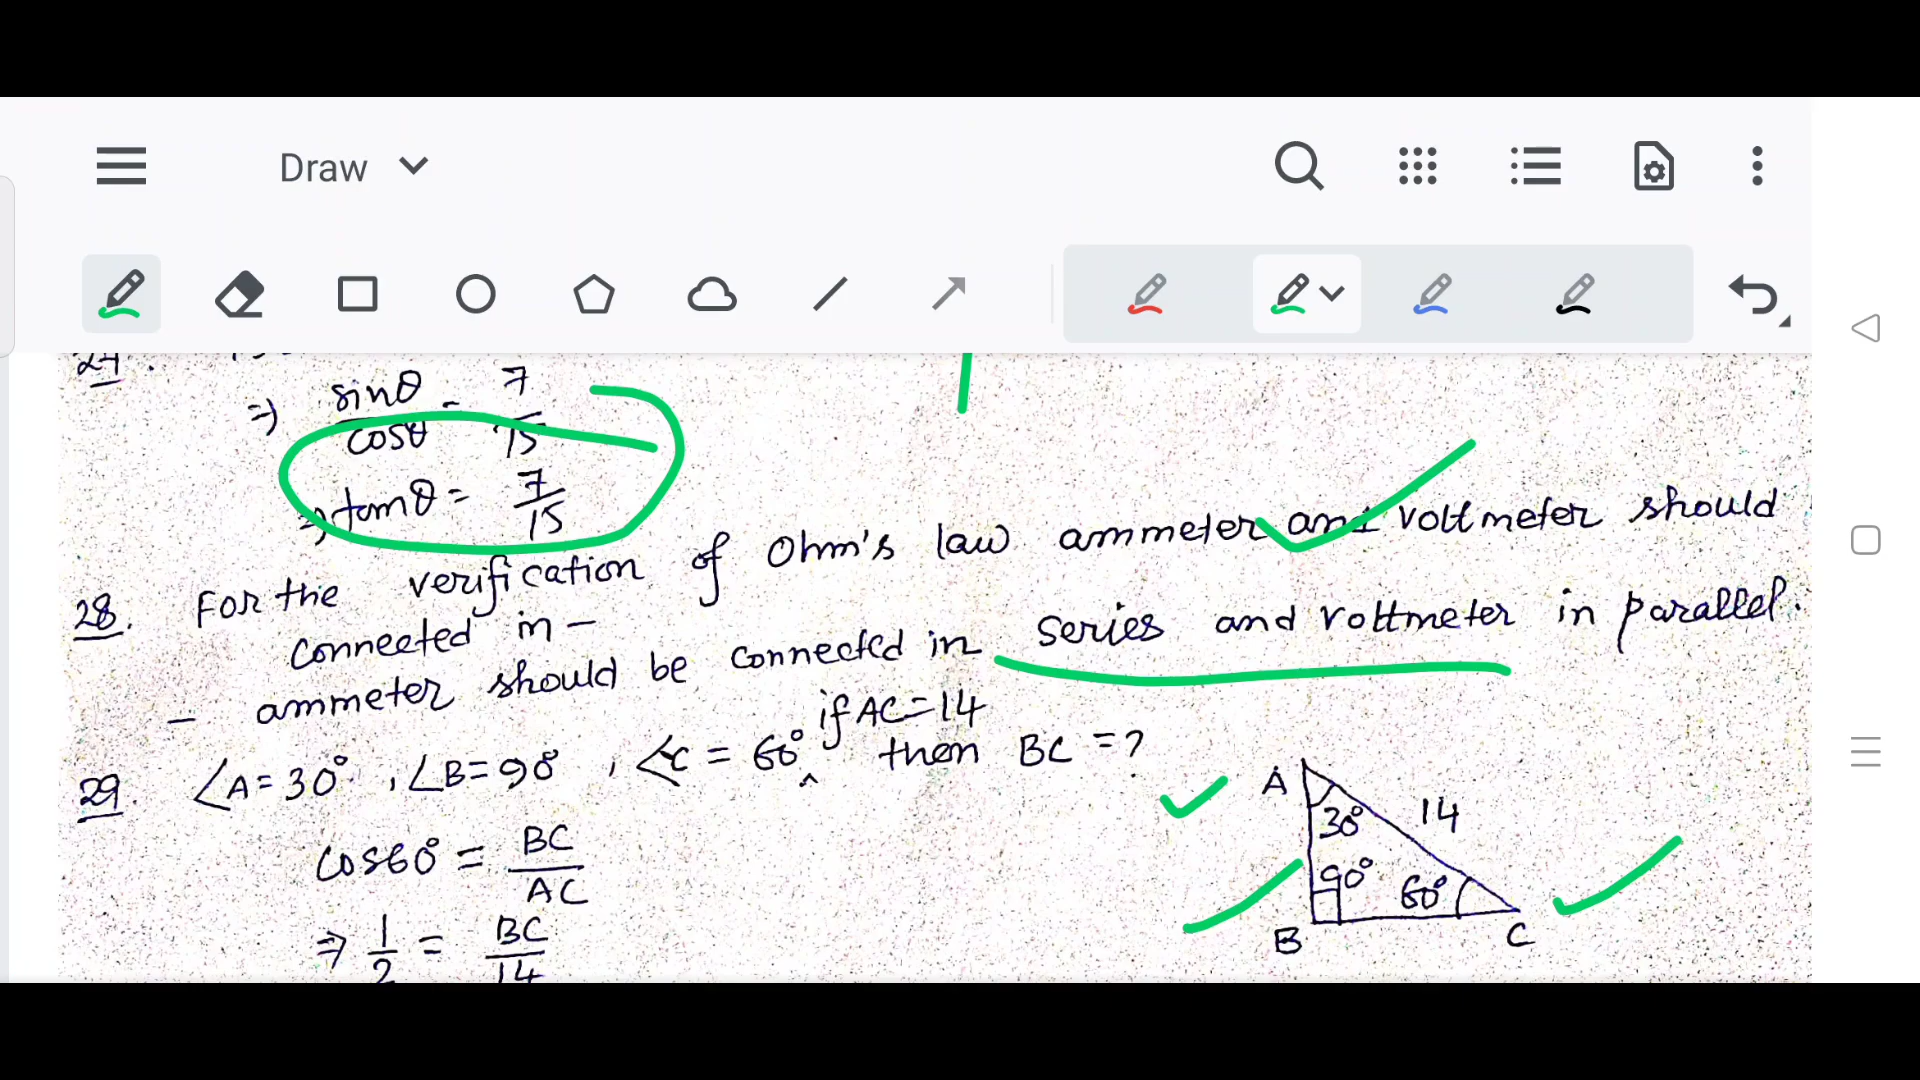 Draw
27.
⇒ sinθ/cosθ = 7/15
⇒ tanθ = 7/15
28. For the verification of Ohm's law ammeter and voltmeter should
connected in –
– ammeter should be connected in series and voltmeter in parallel.
29. ∠A = 30°, ∠B = 90°, ∠C = 60° if AC = 14 then BC = ?
cos60° = BC/AC
⇒ 1/2 = BC/14
A
30°
14
90°
60°
B
C